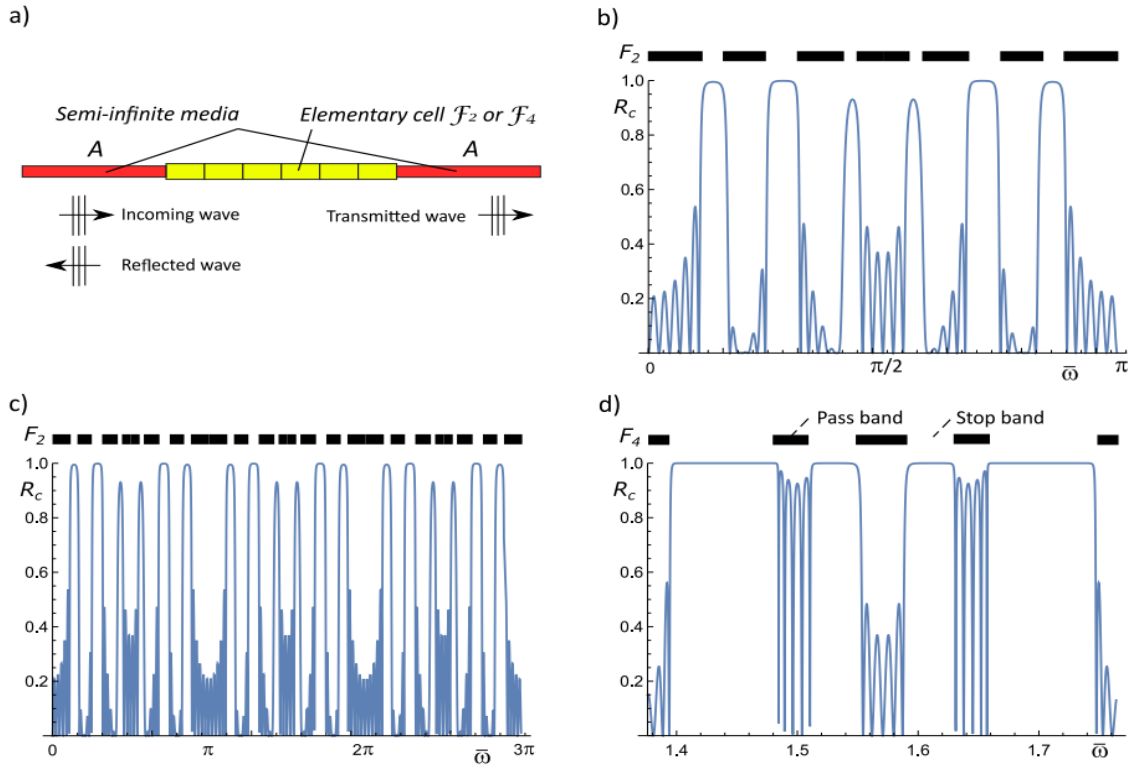 a)
Semi-infinite media
Elementary cell ℱ2 or ℱ4
A
A
Incoming wave
Transmitted wave
Reflected wave
b)
F2
1.0
Rc
0.8
0.6
0.4
0.2
0
π/2
ω̅
π
c)
F2
1.0
Rc
0.8
0.6
0.4
0.2
0
π
2π
ω̅
3π
d)
Pass band
Stop band
F4
1.0
Rc
0.8
0.6
0.4
0.2
1.4
1.5
1.6
1.7
ω̅